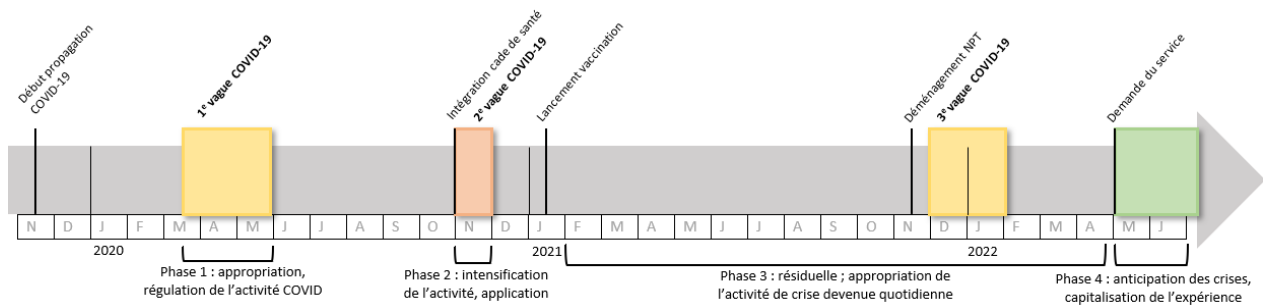 Début propagation
COVID-19
1ᵉ vague COVID-19
Intégration cade de santé
2ᵉ vague COVID-19
Lancement vaccination
Déménagement NPT
3ᵉ vague COVID-19
Demande du service
N D J F M A M J J A S O N D J F M A M J J A S O N D J F M A M J
2020
2021
2022
Phase 1 : appropriation,
régulation de l'activité COVID
Phase 2 : intensification
de l'activité, application
Phase 3 : résiduelle ; appropriation de
l'activité de crise devenue quotidienne
Phase 4 : anticipation des crises,
capitalisation de l'expérience